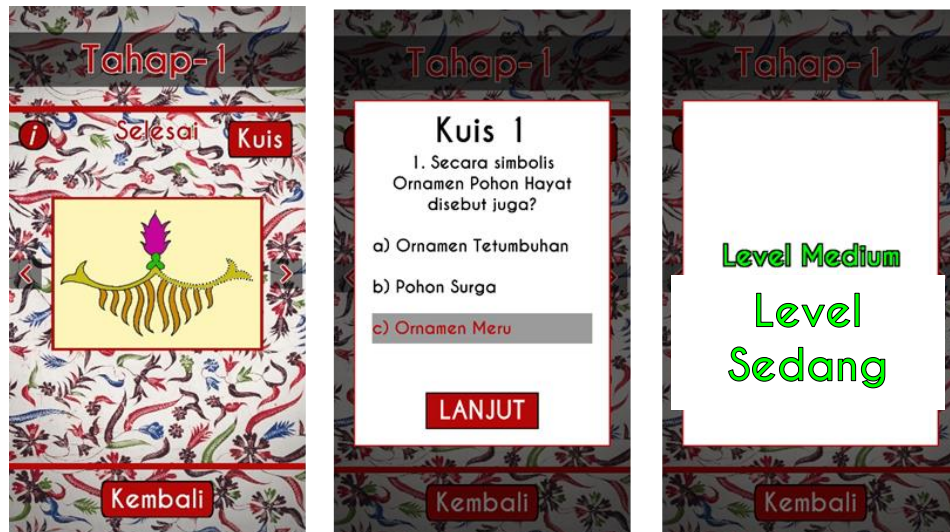 Tahap-1
i
Selesai
Kuis
Kembali
Tahap-1
Kuis 1
1. Secara simbolis
Ornamen Pohon Hayat
disebut juga?
a) Ornamen Tetumbuhan
b) Pohon Surga
c) Ornamen Meru
LANJUT
Kembali
Tahap-1
Level Medium
Level
Sedang
Kembali